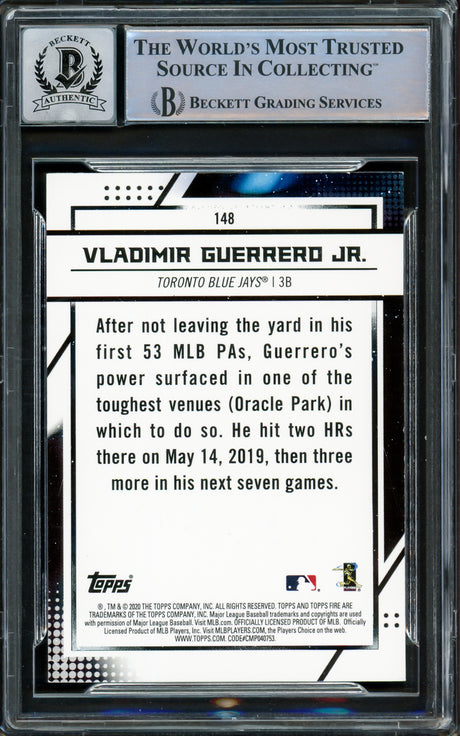 BECKETT
B
AUTHENTIC
THE WORLD'S MOST TRUSTED
SOURCE IN COLLECTING™
B BECKETT GRADING SERVICES
148
VLADIMIR GUERRERO JR.
TORONTO BLUE JAYS® | 3B
After not leaving the yard in his
first 53 MLB PAs, Guerrero's
power surfaced in one of the
toughest venues (Oracle Park) in
which to do so. He hit two HRs
there on May 14, 2019, then three
more in his next seven games.
topps
® , TM & © 2020 THE TOPPS COMPANY, INC. ALL RIGHTS RESERVED. TOPPS AND TOPPS FIRE ARE
TRADEMARKS OF THE TOPPS COMPANY, INC. Major League Baseball trademarks and copyrights are used
with permission of Major League Baseball. Visit MLB.com. OFFICIALLY LICENSED PRODUCT OF MLB. Officially
Licensed Product of MLB Players, Inc. Visit MLBPLAYERS.COM, the Players Choice on the web.
WWW.TOPPS.COM. CODE#CMP040753.